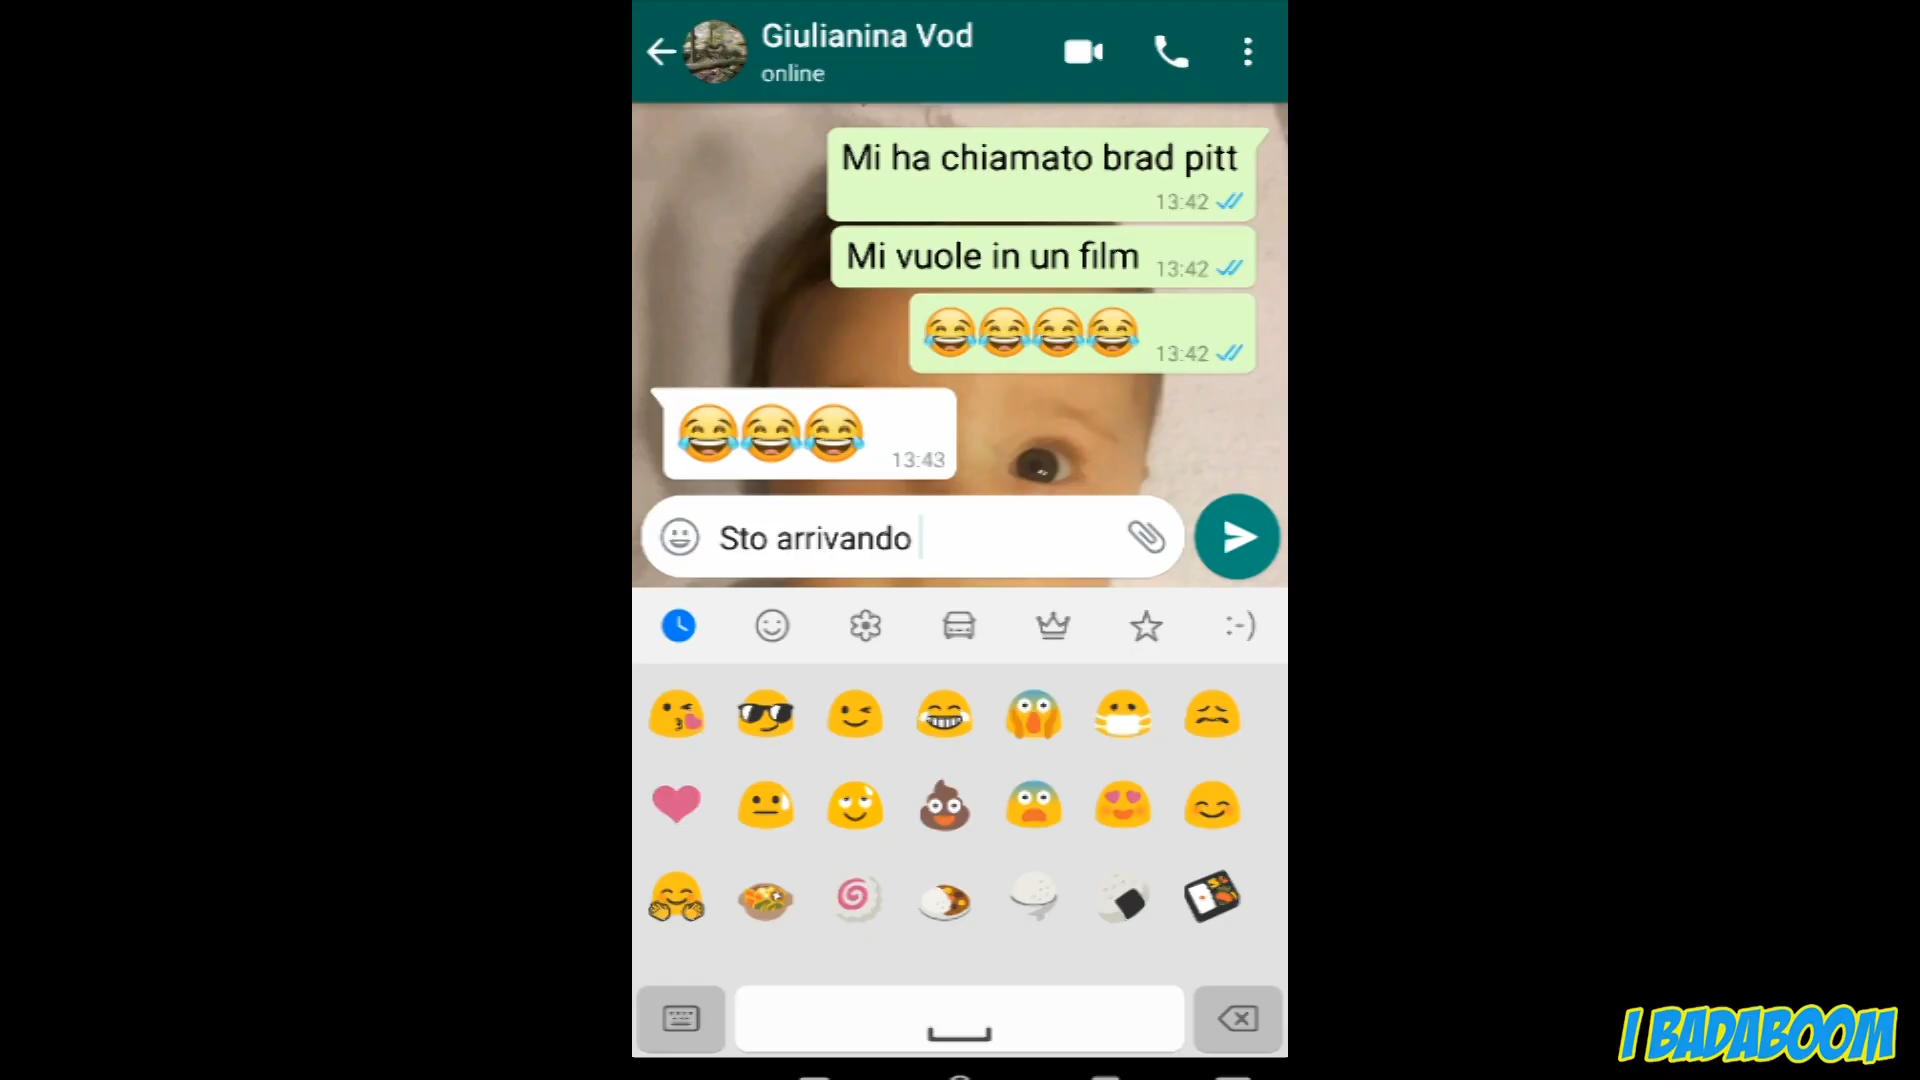 Giulianina Vod
online
Mi ha chiamato brad pitt
13:42
Mi vuole in un film 13:42
😂😂😂😂 13:42
😂😂😂 13:43
Sto arrivando
:-)
I BADABOOM